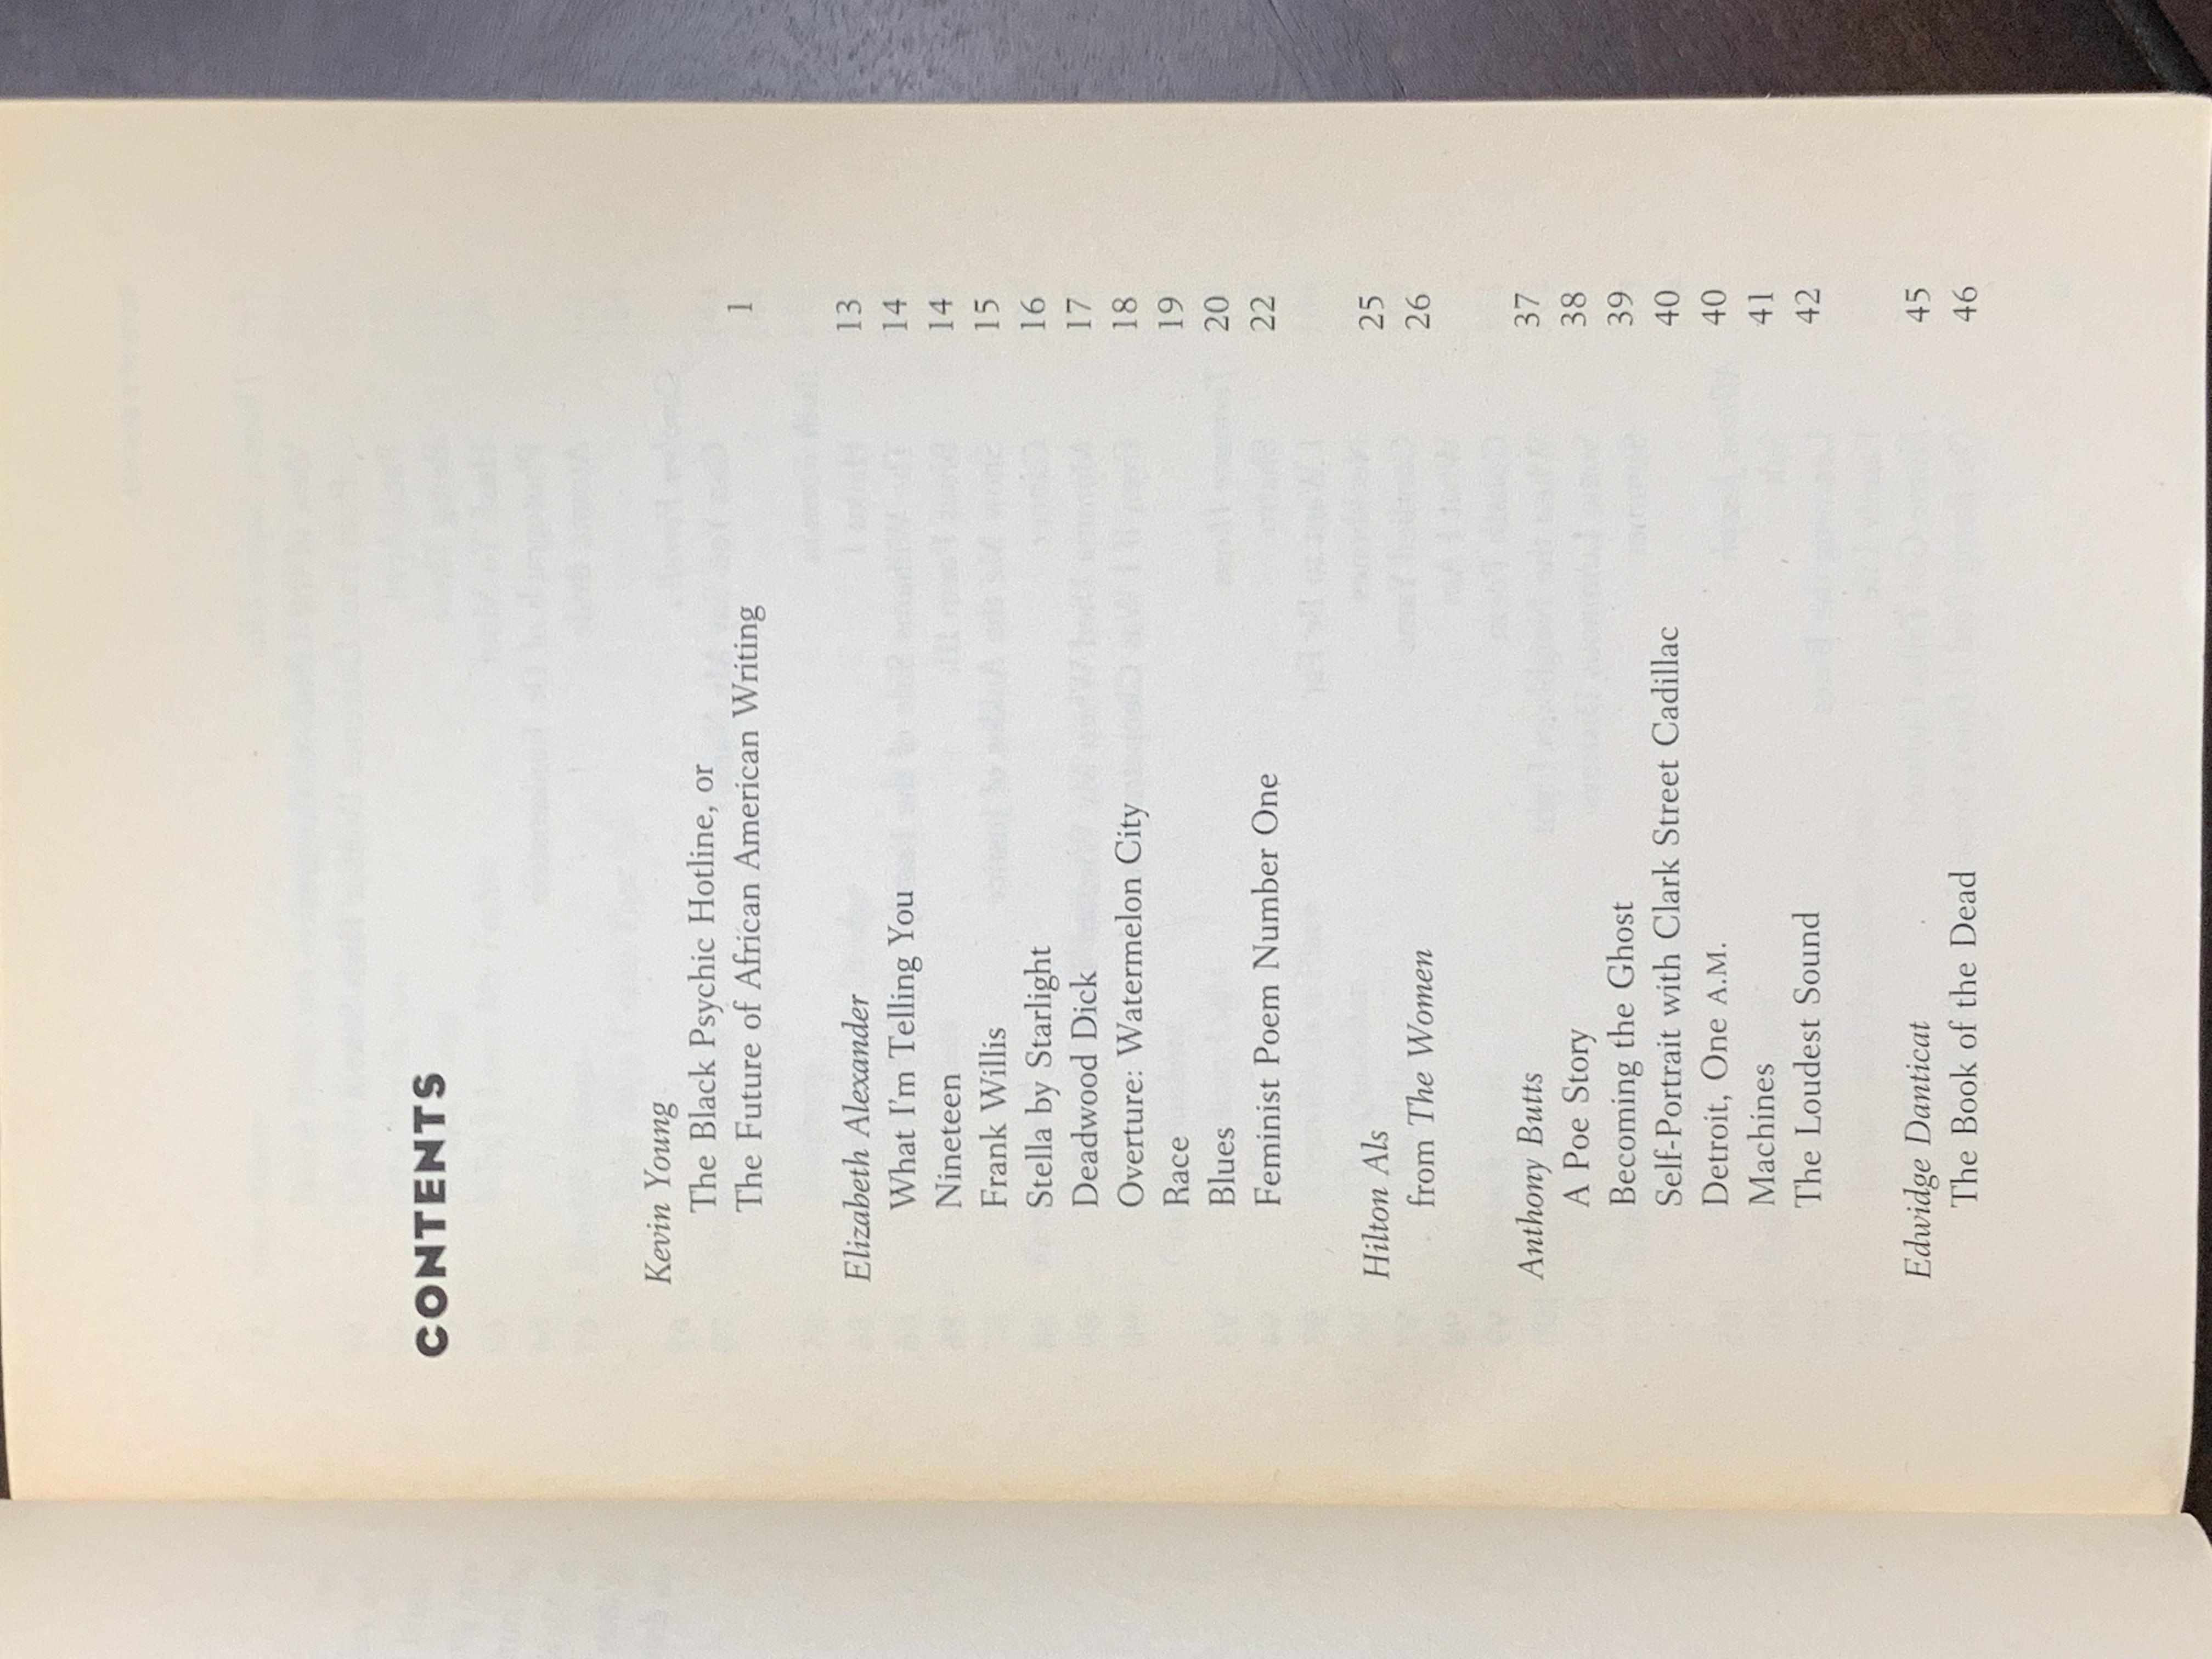 CONTENTS
Kevin Young
The Black Psychic Hotline, or
The Future of African American Writing 1
Elizabeth Alexander 13
What I'm Telling You 14
Nineteen 14
Frank Willis 15
Stella by Starlight 16
Deadwood Dick 17
Overture: Watermelon City 18
Race 19
Blues 20
Feminist Poem Number One 22
Hilton Als 25
from The Women 26
Anthony Butts 37
A Poe Story 38
Becoming the Ghost 39
Self-Portrait with Clark Street Cadillac 40
Detroit, One A.M. 40
Machines 41
The Loudest Sound 42
Edwidge Danticat 45
The Book of the Dead 46